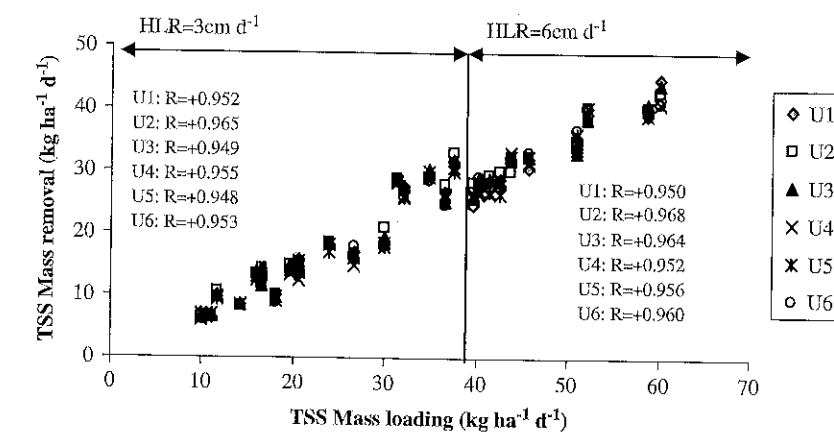 HLR=3cm d-1
HLR=6cm d-1
TSS Mass removal (kg ha-1 d-1)
50
40
30
20
10
0
U1: R=+0.952
U2: R=+0.965
U3: R=+0.949
U4: R=+0.955
U5: R=+0.948
U6: R=+0.953
U1: R=+0.950
U2: R=+0.968
U3: R=+0.964
U4: R=+0.952
U5: R=+0.956
U6: R=+0.960
U1
U2
U3
U4
U5
U6
0 10 20 30 40 50 60 70
TSS Mass loading (kg ha-1 d-1)